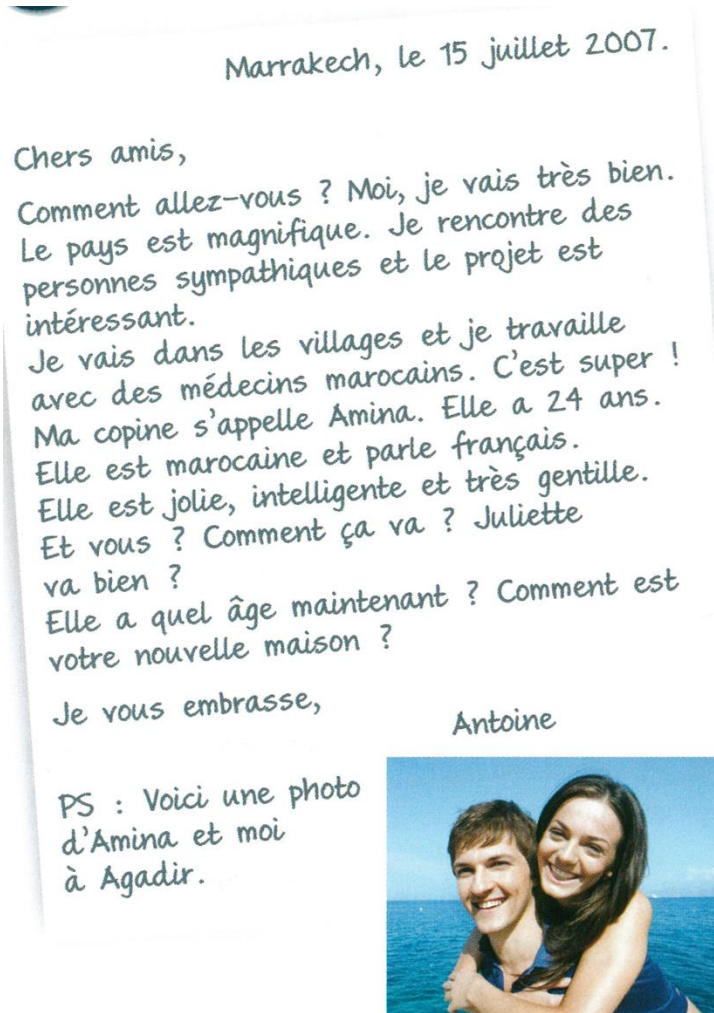 Marrakech, le 15 juillet 2007.
Chers amis,
Comment allez-vous ? Moi, je vais très bien.
Le pays est magnifique. Je rencontre des
personnes sympathiques et le projet est
intéressant.
Je vais dans les villages et je travaille
avec des médecins marocains. C'est super !
Ma copine s'appelle Amina. Elle a 24 ans.
Elle est marocaine et parle français.
Elle est jolie, intelligente et très gentille.
Et vous ? Comment ça va ? Juliette
va bien ?
Elle a quel âge maintenant ? Comment est
votre nouvelle maison ?
Je vous embrasse,
Antoine
PS : Voici une photo
d'Amina et moi
à Agadir.